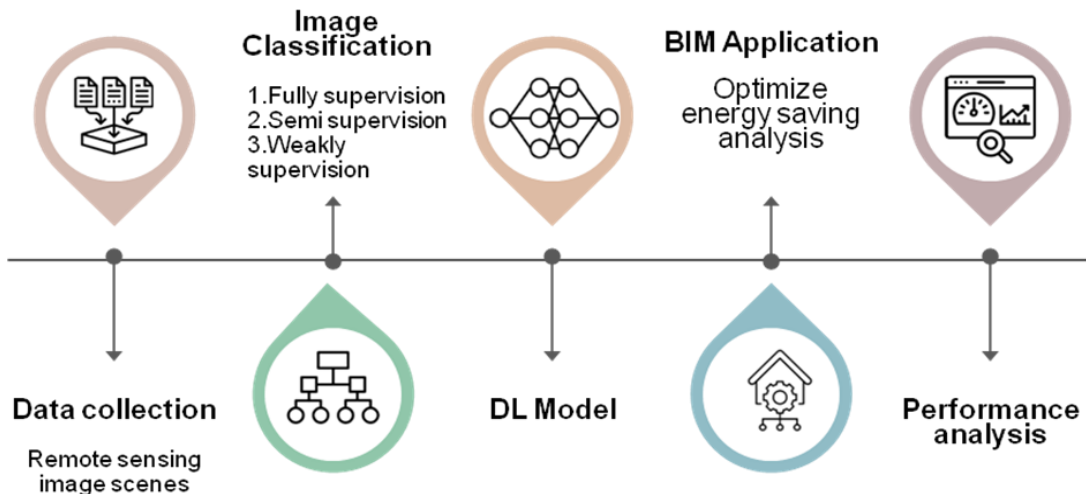 Image
Classification
1.Fully supervision
2.Semi supervision
3.Weakly
supervision
BIM Application
Optimize
energy saving
analysis
Data collection
Remote sensing
image scenes
DL Model
Performance
analysis